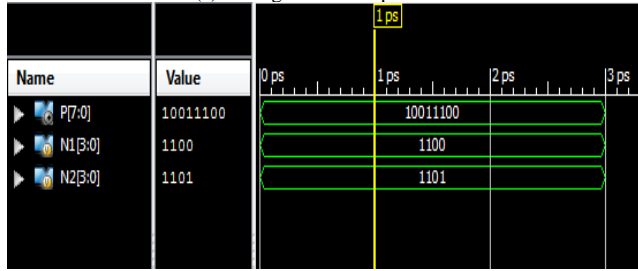 1 ps
Name Value 0 ps 1 ps 2 ps 3 ps
P[7:0] 10011100 10011100
N1[3:0] 1100 1100
N2[3:0] 1101 1101